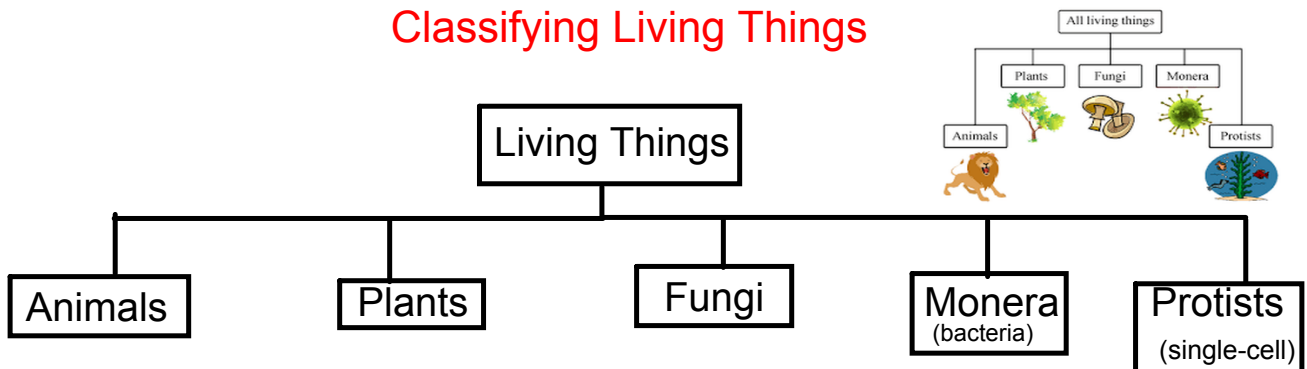 Classifying Living Things
All living things
Plants
Fungi
Monera
Animals
Protists
Living Things
Animals
Plants
Fungi
Monera
(bacteria)
Protists
(single-cell)